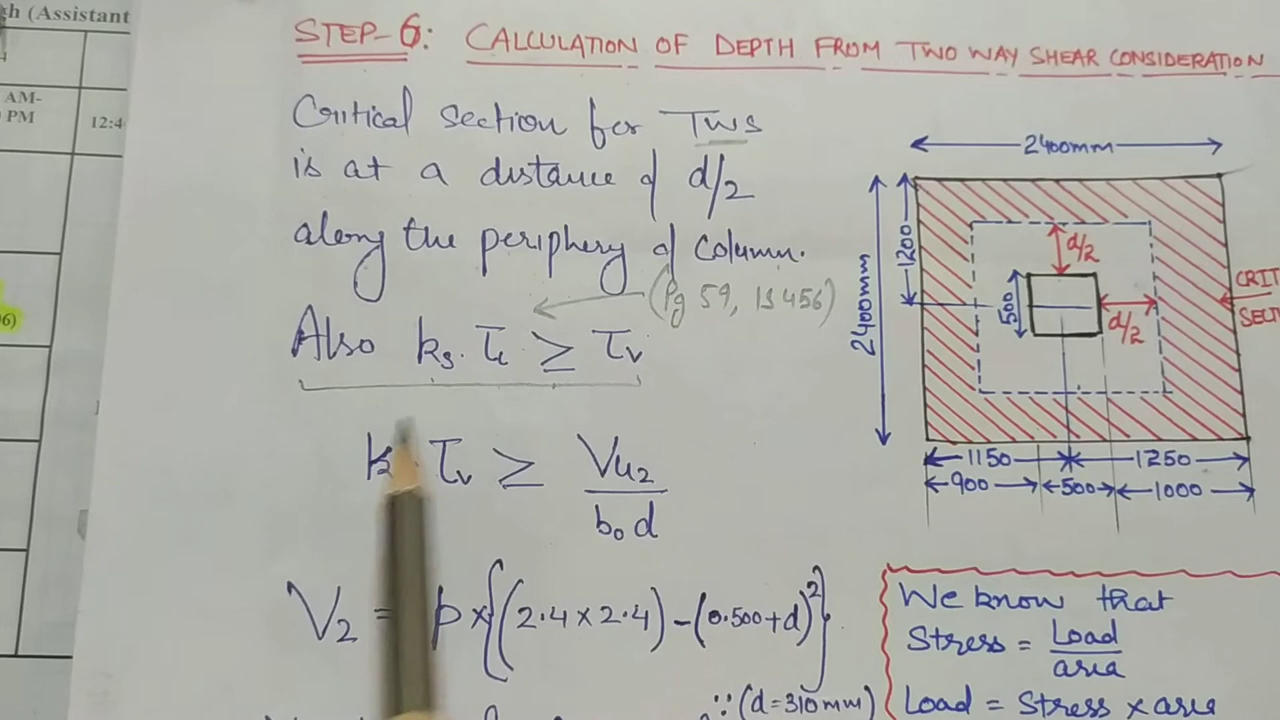 sh (Assistant
AM-
PM
12:4
6)
STEP-6: CALCULATION OF DEPTH FROM TWO WAY SHEAR CONSIDERATION
Critical section for TWS
is at a distance of d/2
along the periphery of column.
(Pg 59, IS 456)
Also ks. τc ≥ τv
k . τv ≥ Vu2 / b0 d
V2 = p x {(2.4 x 2.4) - (0.500+d)²}
∵ (d = 310mm)
2400mm
2400mm
1200
500
d/2
d/2
CRIT
SECT
1150 1250
900 500 1000
We know that
Stress = Load / area
Load = Stress x area